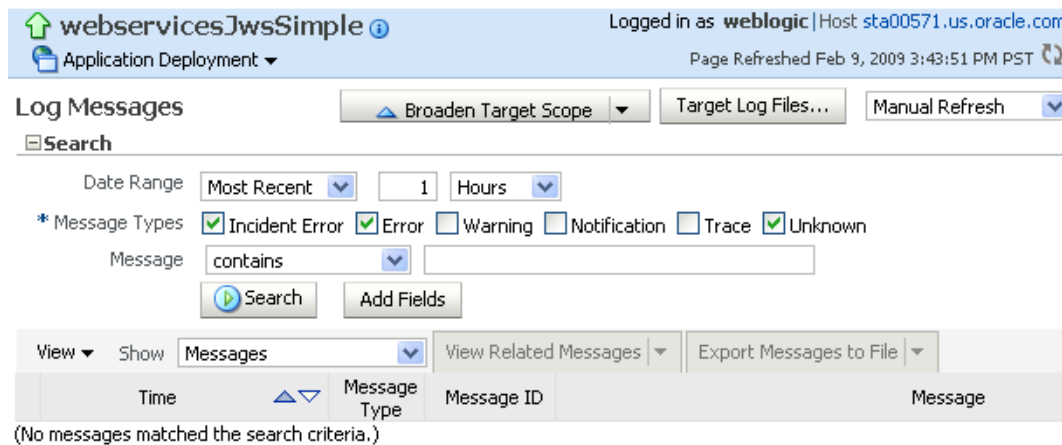 webservicesJwsSimple
Logged in as weblogic|Host sta00571.us.oracle.com
Application Deployment
Page Refreshed Feb 9, 2009 3:43:51 PM PST
Log Messages
Broaden Target Scope
Target Log Files...
Manual Refresh
Search
Date Range Most Recent 1 Hours
* Message Types Incident Error Error Warning Notification Trace Unknown
Message contains
Search Add Fields
View Show Messages View Related Messages Export Messages to File
Time Message Type Message ID Message
(No messages matched the search criteria.)